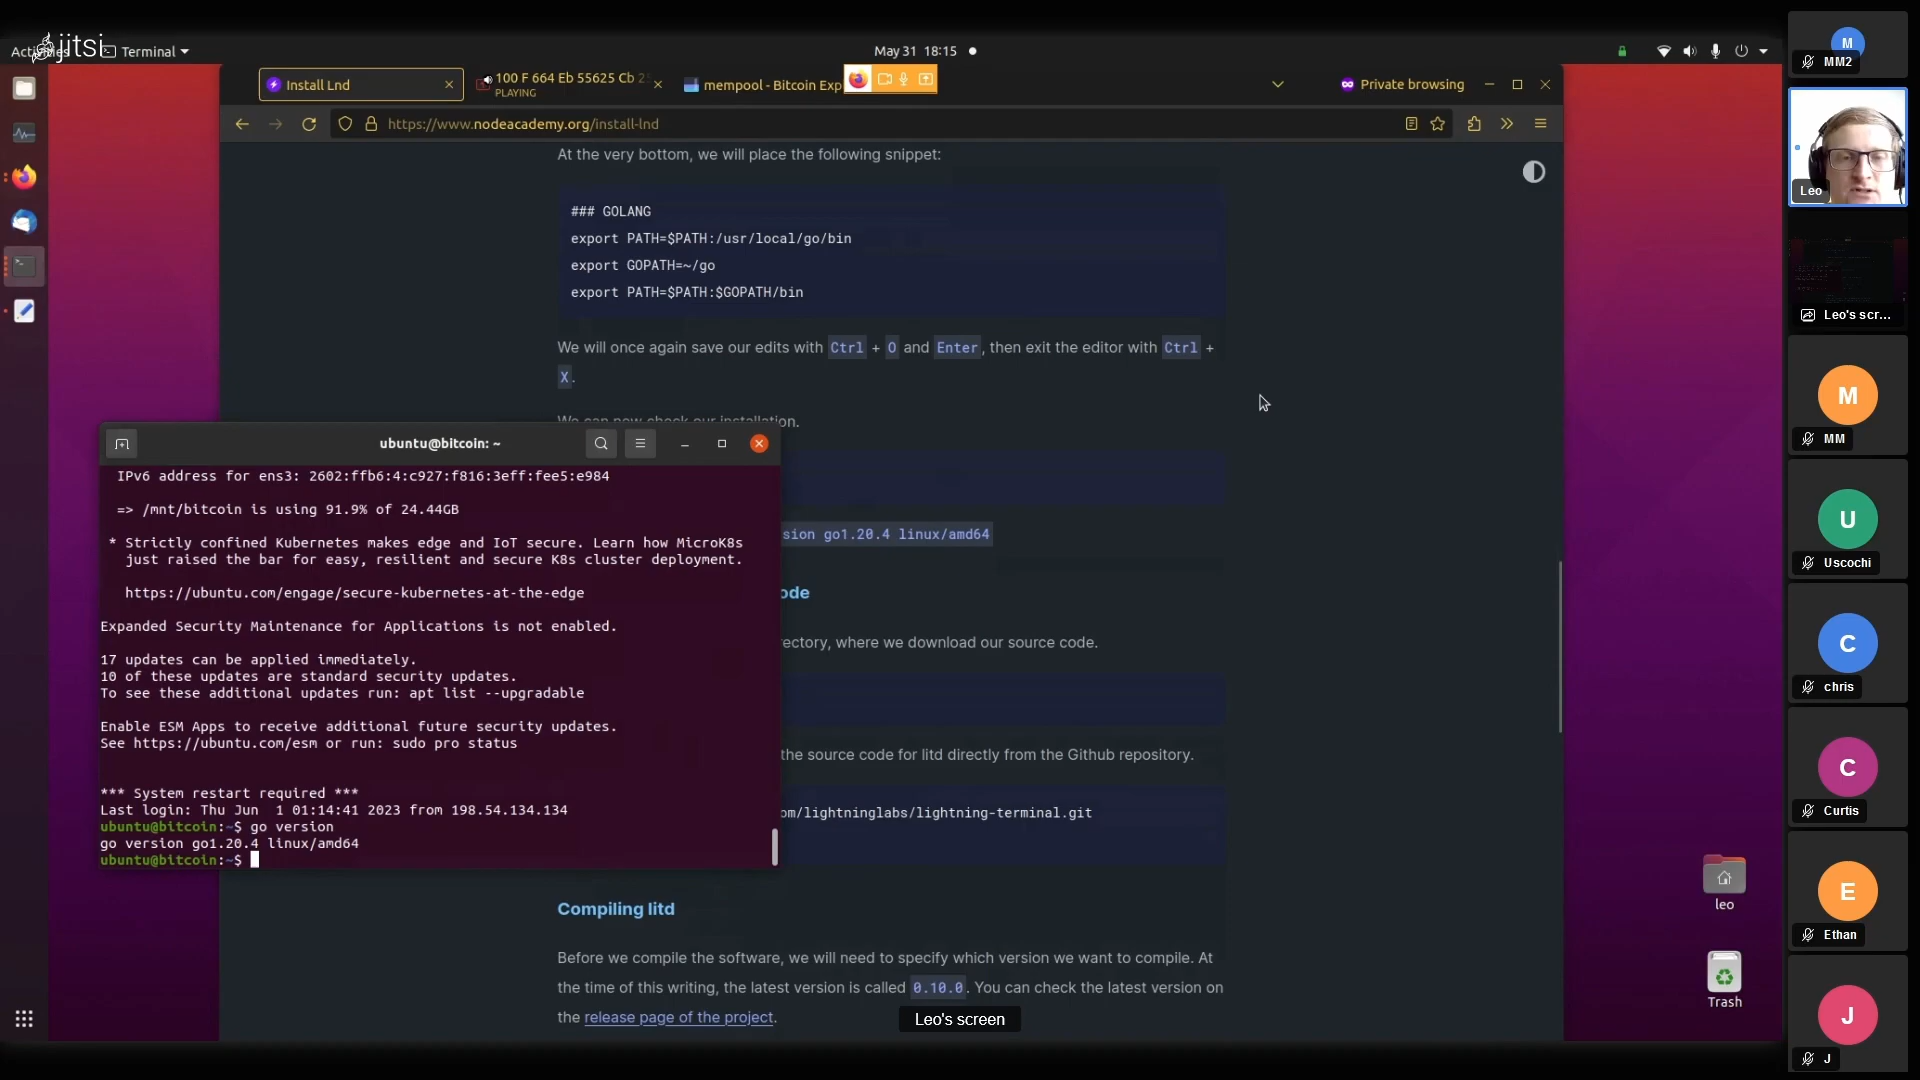 Activities
jitsi
Terminal
May 31 18:15
Install Lnd
100 F 664 Eb 55625 Cb 2
PLAYING
mempool - Bitcoin Exp
Private browsing
https://www.nodeacademy.org/install-lnd
At the very bottom, we will place the following snippet:
### GOLANG
export PATH=$PATH:/usr/local/go/bin
export GOPATH=~/go
export PATH=$PATH:$GOPATH/bin
We will once again save our edits with Ctrl + O and Enter, then exit the editor with Ctrl +
X.
We can now check our installation.
sion go1.20.4 linux/amd64
ode
ectory, where we download our source code.
the source code for litd directly from the Github repository.
om/lightninglabs/lightning-terminal.git
Compiling litd
Before we compile the software, we will need to specify which version we want to compile. At
the time of this writing, the latest version is called 0.10.0. You can check the latest version on
the release page of the project.
ubuntu@bitcoin: ~
IPv6 address for ens3: 2602:ffb6:4:c927:f816:3eff:fee5:e984
=> /mnt/bitcoin is using 91.9% of 24.44GB
* Strictly confined Kubernetes makes edge and IoT secure. Learn how MicroK8s
just raised the bar for easy, resilient and secure K8s cluster deployment.
https://ubuntu.com/engage/secure-kubernetes-at-the-edge
Expanded Security Maintenance for Applications is not enabled.
17 updates can be applied immediately.
10 of these updates are standard security updates.
To see these additional updates run: apt list --upgradable
Enable ESM Apps to receive additional future security updates.
See https://ubuntu.com/esm or run: sudo pro status
*** System restart required ***
Last login: Thu Jun  1 01:14:41 2023 from 198.54.134.134
ubuntu@bitcoin:~$ go version
go version go1.20.4 linux/amd64
ubuntu@bitcoin:~$
Leo's screen
leo
Trash
M
MM2
Leo
Leo's scr...
M
MM
U
Uscochi
C
chris
C
Curtis
E
Ethan
J
J